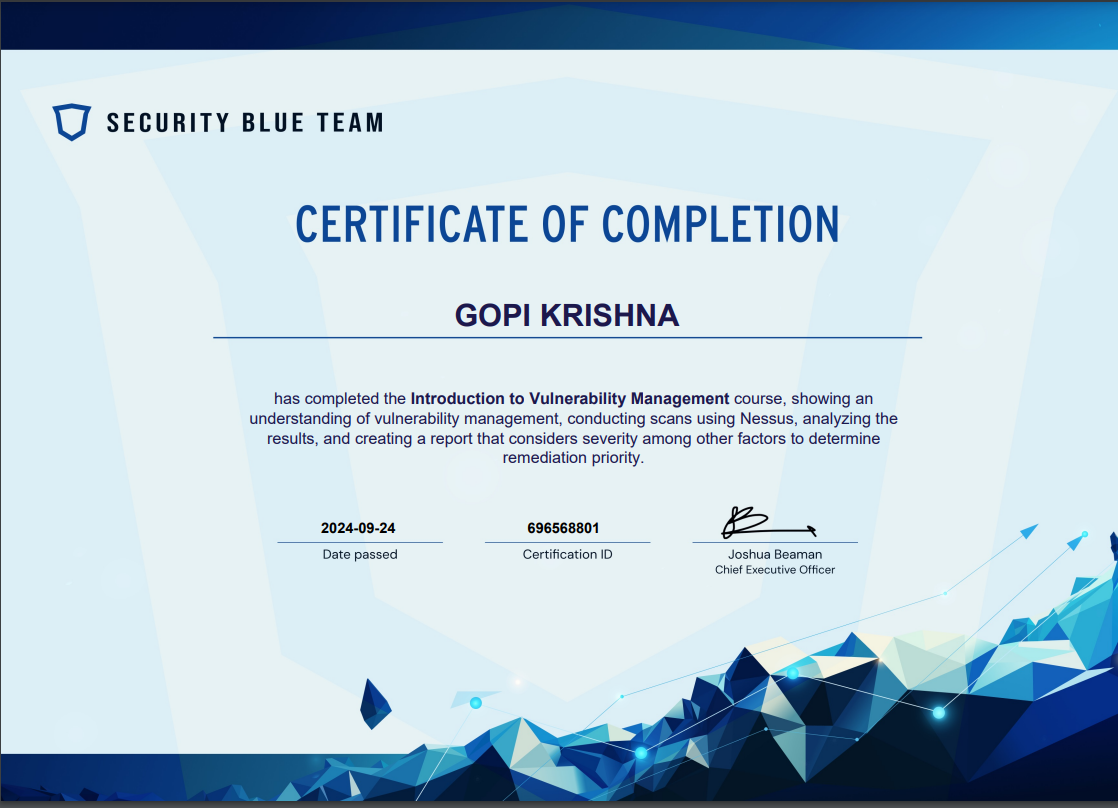 SECURITY BLUE TEAM
CERTIFICATE OF COMPLETION
GOPI KRISHNA
has completed the Introduction to Vulnerability Management course, showing an
understanding of vulnerability management, conducting scans using Nessus, analyzing the
results, and creating a report that considers severity among other factors to determine
remediation priority.
2024-09-24
Date passed
696568801
Certification ID
Joshua Beaman
Chief Executive Officer